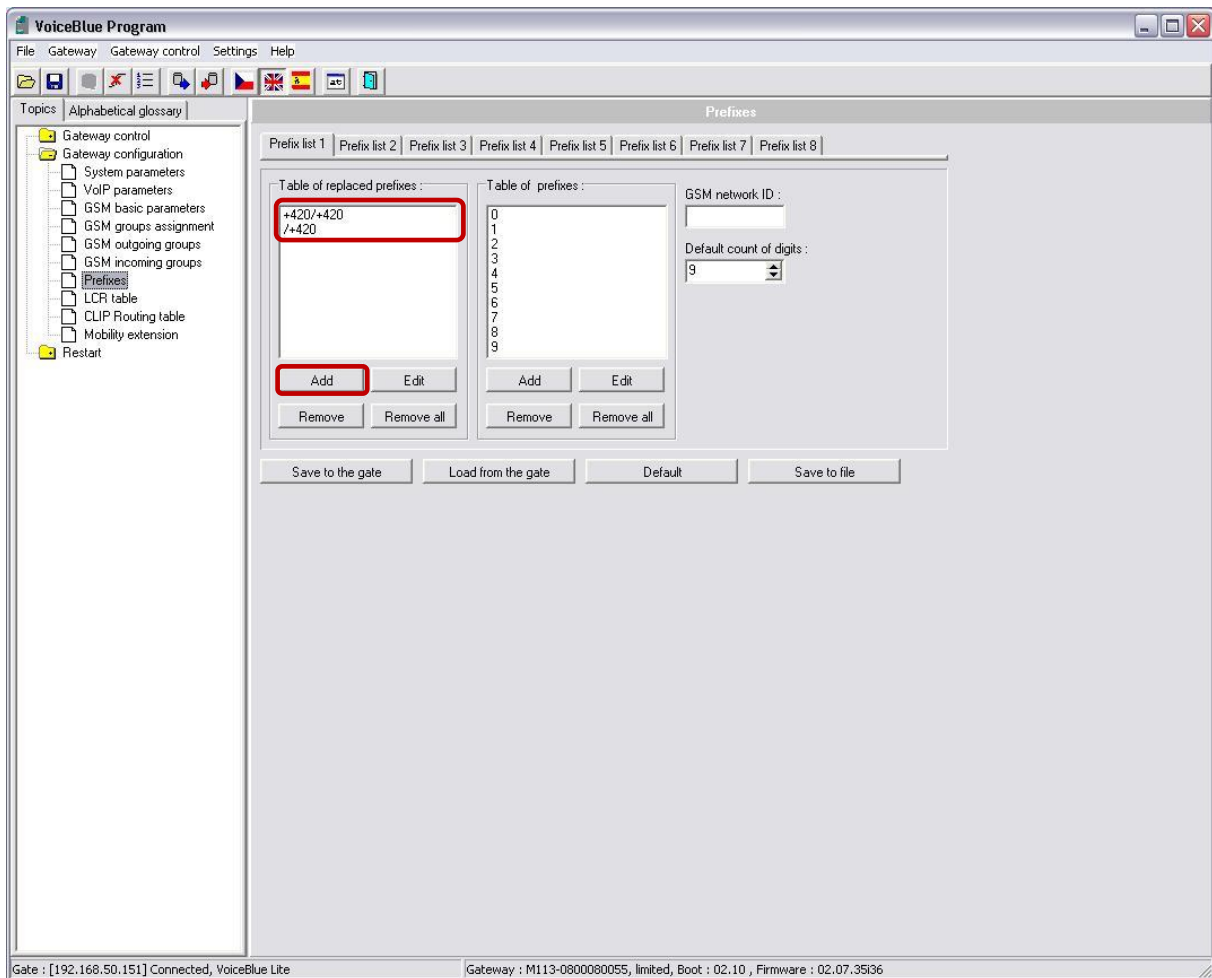 VoiceBlue Program
File Gateway Gateway control Settings Help
at
Topics Alphabetical glossary
Gateway control
Gateway configuration
System parameters
VoIP parameters
GSM basic parameters
GSM groups assignment
GSM outgoing groups
GSM incoming groups
Prefixes
LCR table
CLIP Routing table
Mobility extension
Restart
Prefixes
Prefix list 1 Prefix list 2 Prefix list 3 Prefix list 4 Prefix list 5 Prefix list 6 Prefix list 7 Prefix list 8
Table of replaced prefixes :
+420/+420
/+420
Add Edit
Remove Remove all
Table of prefixes :
0
1
2
3
4
5
6
7
8
9
Add Edit
Remove Remove all
GSM network ID :
Default count of digits :
9
Save to the gate Load from the gate Default Save to file
Gate : [192.168.50.151] Connected, VoiceBlue Lite Gateway : M113-0800080055, limited, Boot : 02.10 , Firmware : 02.07.35i36